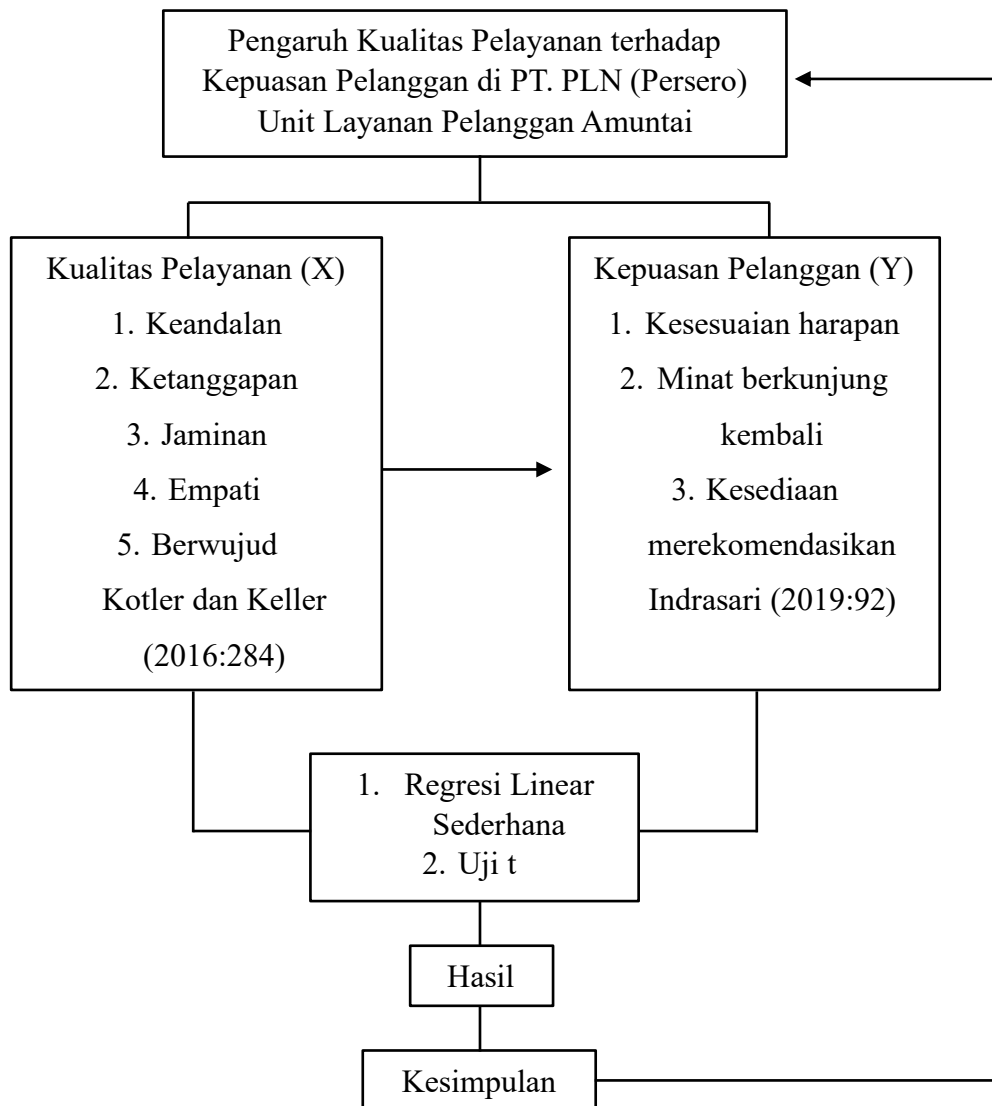 Pengaruh Kualitas Pelayanan terhadap
Kepuasan Pelanggan di PT. PLN (Persero)
Unit Layanan Pelanggan Amuntai
Kualitas Pelayanan (X)
1. Keandalan
2. Ketanggapan
3. Jaminan
4. Empati
5. Berwujud
Kotler dan Keller
(2016:284)
Kepuasan Pelanggan (Y)
1. Kesesuaian harapan
2. Minat berkunjung
kembali
3. Kesediaan
merekomendasikan
Indrasari (2019:92)
1. Regresi Linear
Sederhana
2. Uji t
Hasil
Kesimpulan